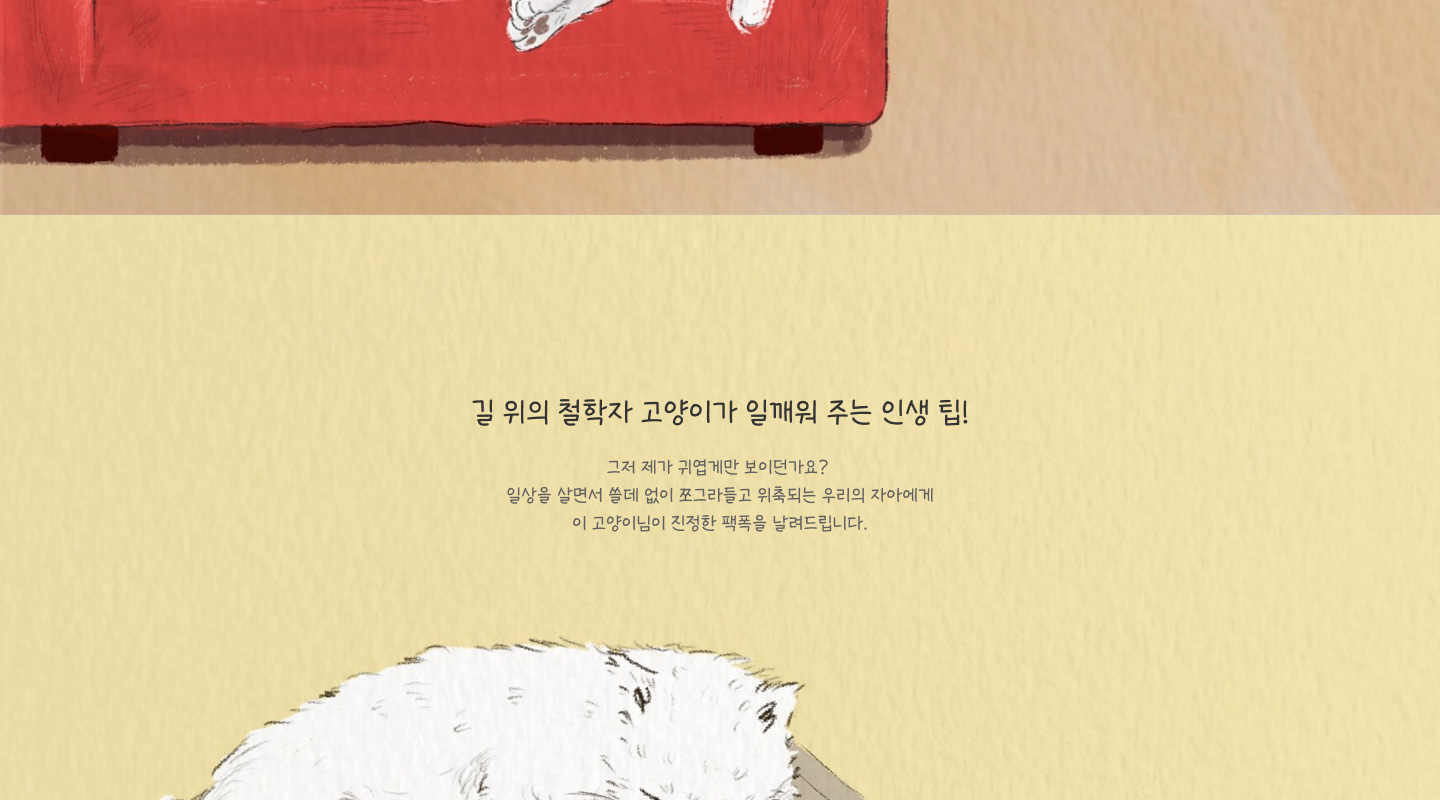 길 위의 철학자 고양이가 일깨워 주는 인생 팁!
그저 제가 귀엽게만 보이던가요?
일상을 살면서 쓸데 없이 쪼그라들고 위축되는 우리의 자아에게
이 고양이님이 진정한 팩폭을 날려드립니다.